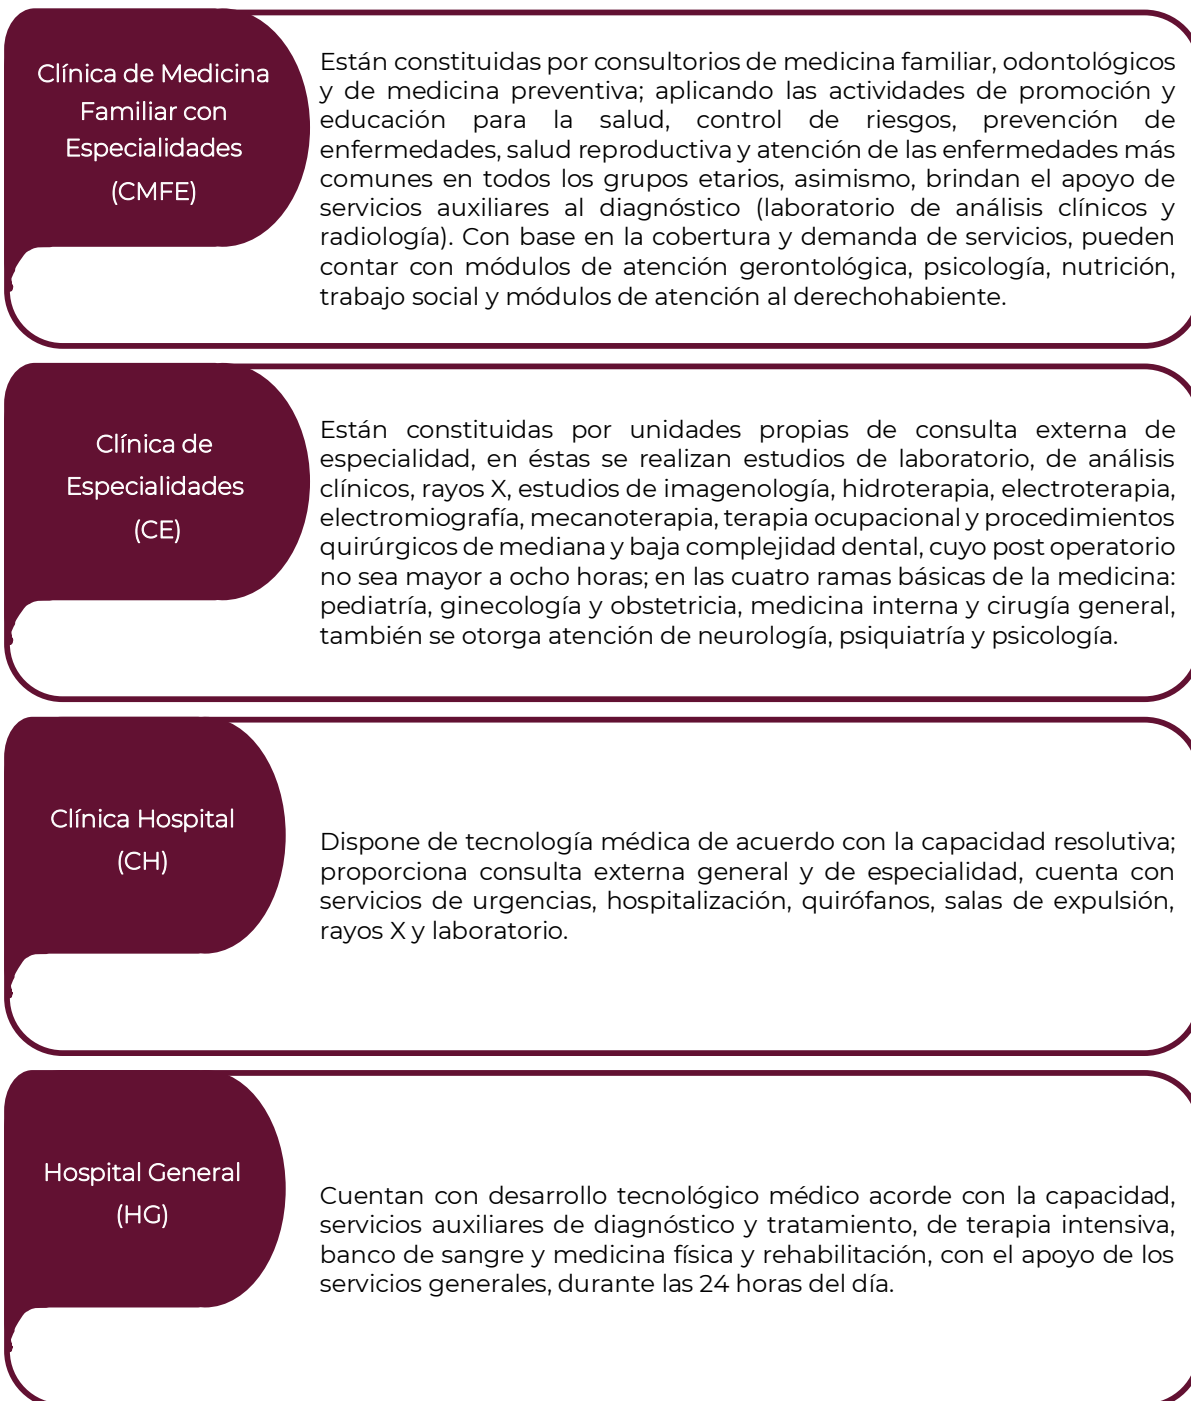 Clínica de Medicina
Familiar con
Especialidades
(CMFE)
Están constituidas por consultorios de medicina familiar, odontológicos
y de medicina preventiva; aplicando las actividades de promoción y
educación para la salud, control de riesgos, prevención de
enfermedades, salud reproductiva y atención de las enfermedades más
comunes en todos los grupos etarios, asimismo, brindan el apoyo de
servicios auxiliares al diagnóstico (laboratorio de análisis clínicos y
radiología). Con base en la cobertura y demanda de servicios, pueden
contar con módulos de atención gerontológica, psicología, nutrición,
trabajo social y módulos de atención al derechohabiente.
Clínica de
Especialidades
(CE)
Están constituidas por unidades propias de consulta externa de
especialidad, en éstas se realizan estudios de laboratorio, de análisis
clínicos, rayos X, estudios de imagenología, hidroterapia, electroterapia,
electromiografía, mecanoterapia, terapia ocupacional y procedimientos
quirúrgicos de mediana y baja complejidad dental, cuyo post operatorio
no sea mayor a ocho horas; en las cuatro ramas básicas de la medicina:
pediatría, ginecología y obstetricia, medicina interna y cirugía general,
también se otorga atención de neurología, psiquiatría y psicología.
Clínica Hospital
(CH)
Dispone de tecnología médica de acuerdo con la capacidad resolutiva;
proporciona consulta externa general y de especialidad, cuenta con
servicios de urgencias, hospitalización, quirófanos, salas de expulsión,
rayos X y laboratorio.
Hospital General
(HG)
Cuentan con desarrollo tecnológico médico acorde con la capacidad,
servicios auxiliares de diagnóstico y tratamiento, de terapia intensiva,
banco de sangre y medicina física y rehabilitación, con el apoyo de los
servicios generales, durante las 24 horas del día.